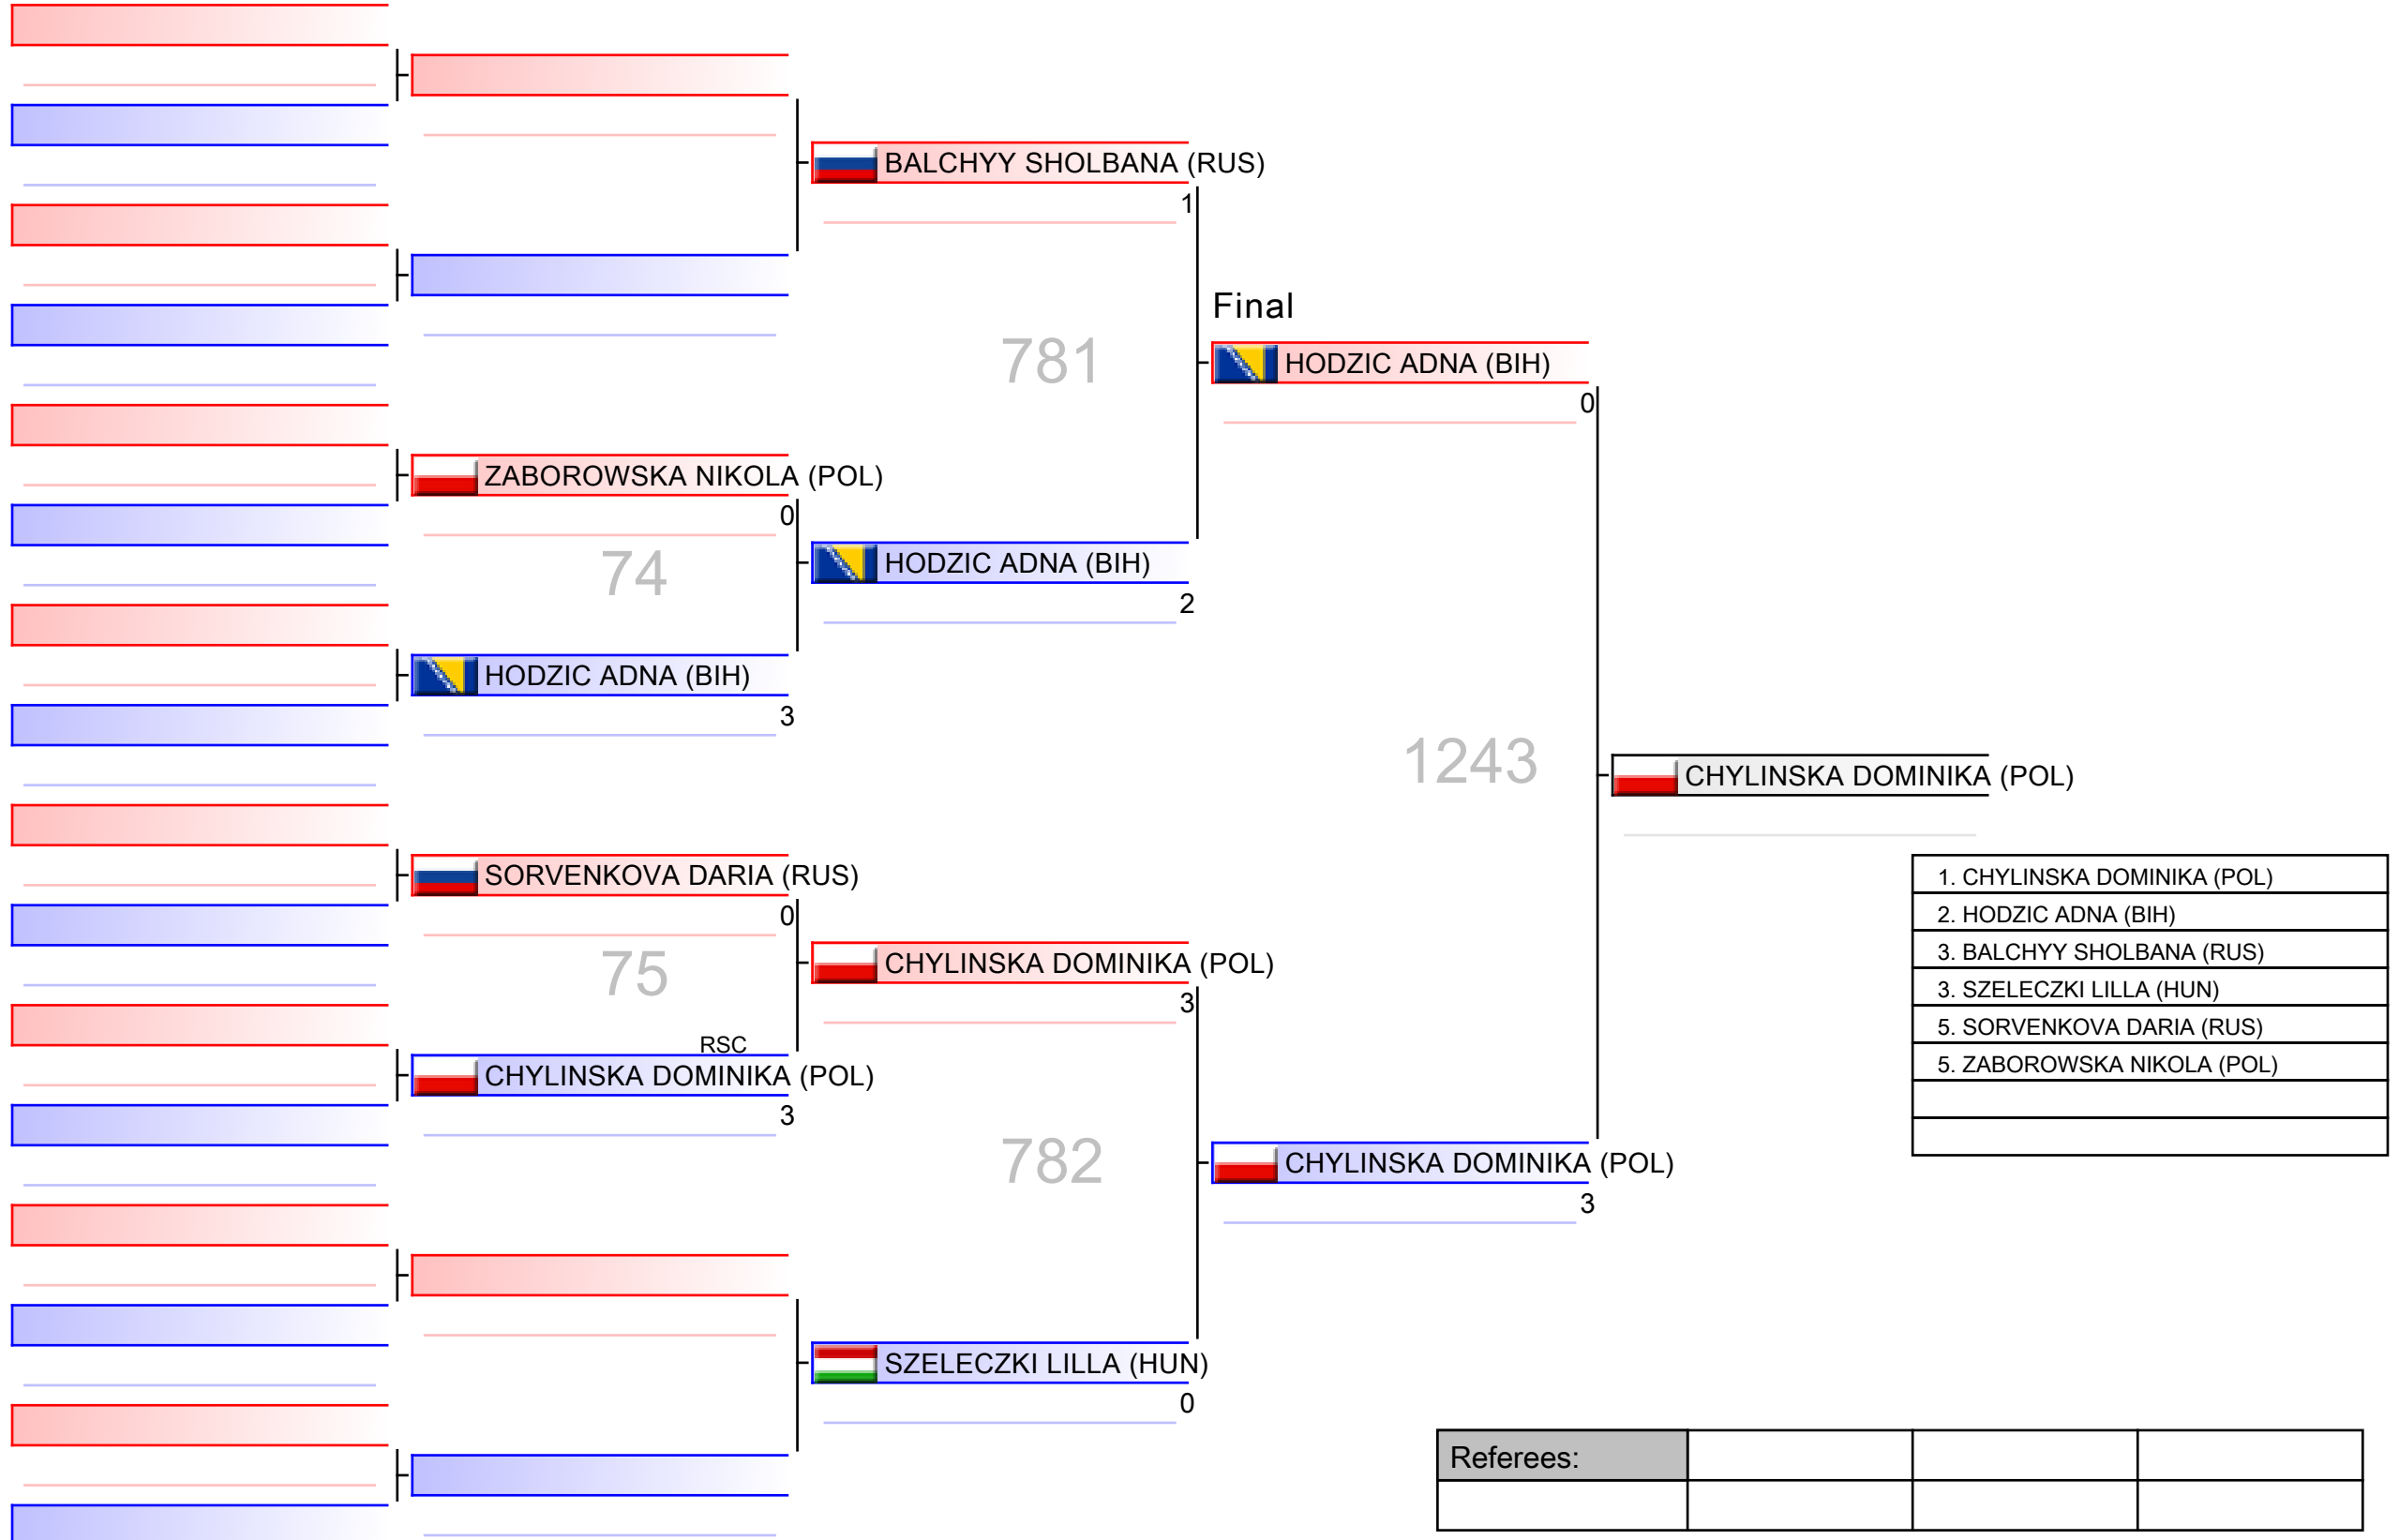 BALCHYY SHOLBANA (RUS)
1
Final
781
HODZIC ADNA (BIH)
0
ZABOROWSKA NIKOLA (POL)
0
74
HODZIC ADNA (BIH)
2
HODZIC ADNA (BIH)
3
1243
CHYLINSKA DOMINIKA (POL)
SORVENKOVA DARIA (RUS)
0
75
CHYLINSKA DOMINIKA (POL)
3
RSC
CHYLINSKA DOMINIKA (POL)
3
782
CHYLINSKA DOMINIKA (POL)
3
SZELECZKI LILLA (HUN)
0
1. CHYLINSKA DOMINIKA (POL)
2. HODZIC ADNA (BIH)
3. BALCHYY SHOLBANA (RUS)
3. SZELECZKI LILLA (HUN)
5. SORVENKOVA DARIA (RUS)
5. ZABOROWSKA NIKOLA (POL)
Referees: